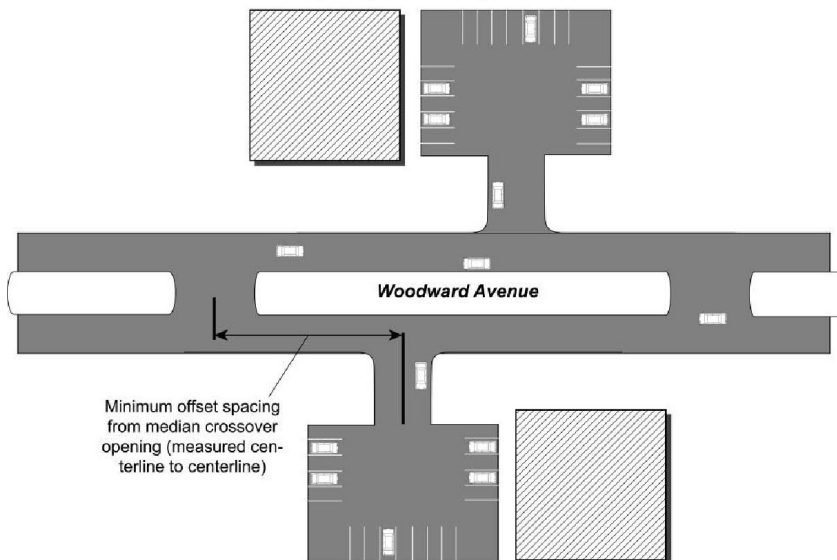 Woodward Avenue
Minimum offset spacing
from median crossover
opening (measured cen-
terline to centerline)